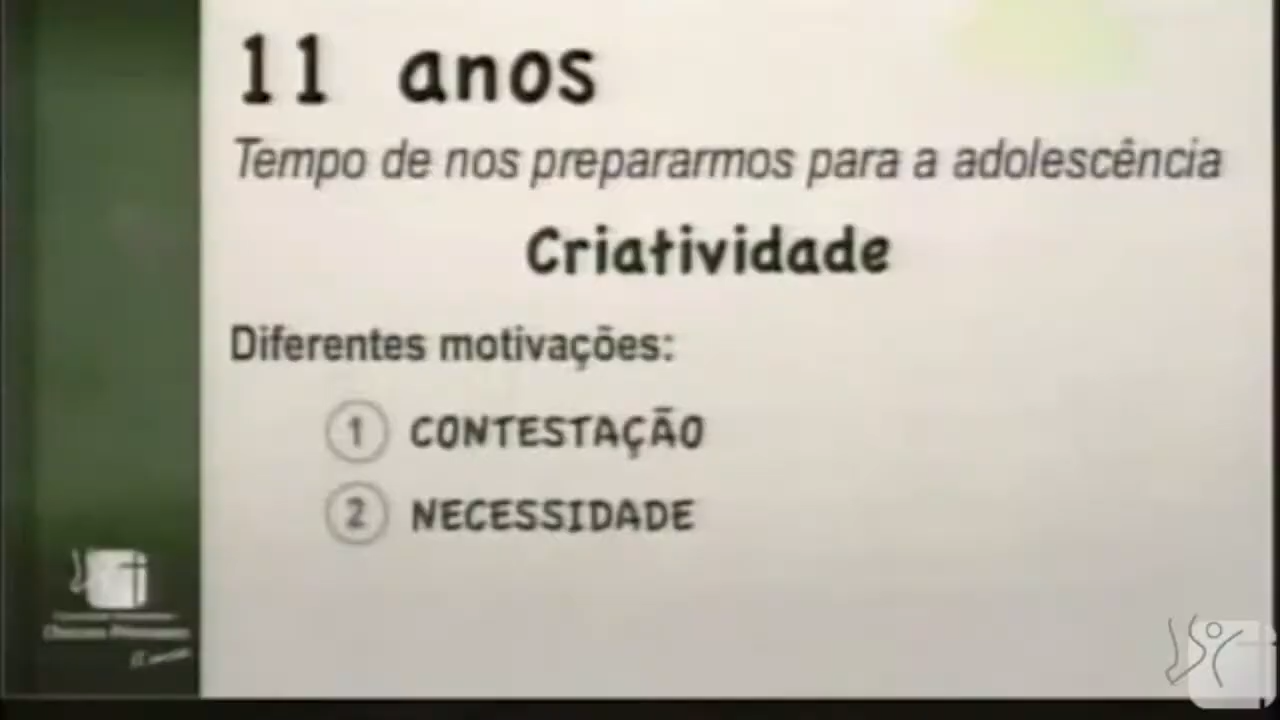 11 anos
Tempo de nos prepararmos para a adolescência
Criatividade
Diferentes motivações:
1 CONTESTAÇÃO
2 NECESSIDADE